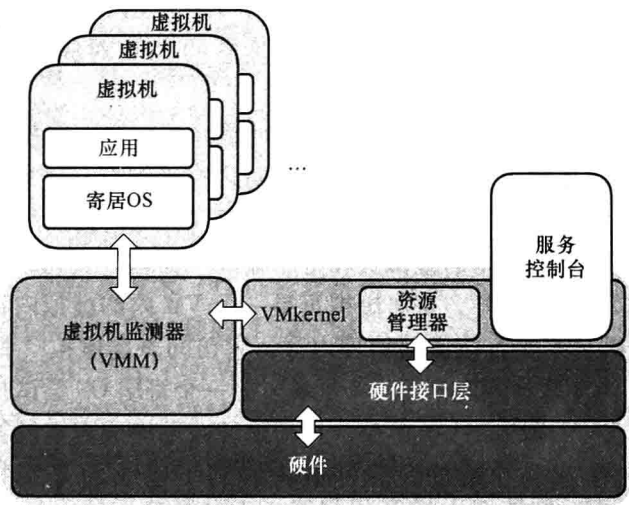 虚拟机
虚拟机
虚拟机
应用
寄居OS
...
服务
控制台
虚拟机监测器
（VMM）
VMkernel
资源
管理器
硬件接口层
硬件